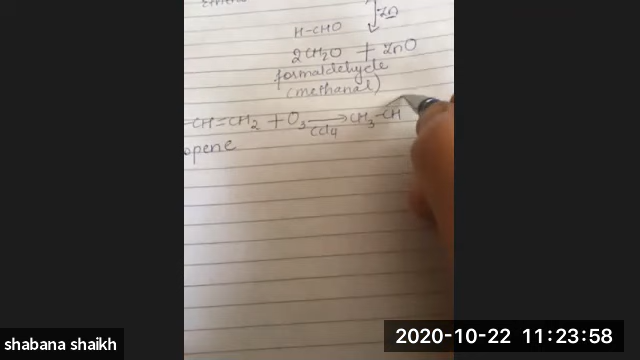 Zn
H-CHO
2CH₂O + ZnO
formaldehyde
(methanal)
-CH=CH₂ + O₃ → CH₃-CH
CCl₄
opene
shabana shaikh
2020-10-22 11:23:58